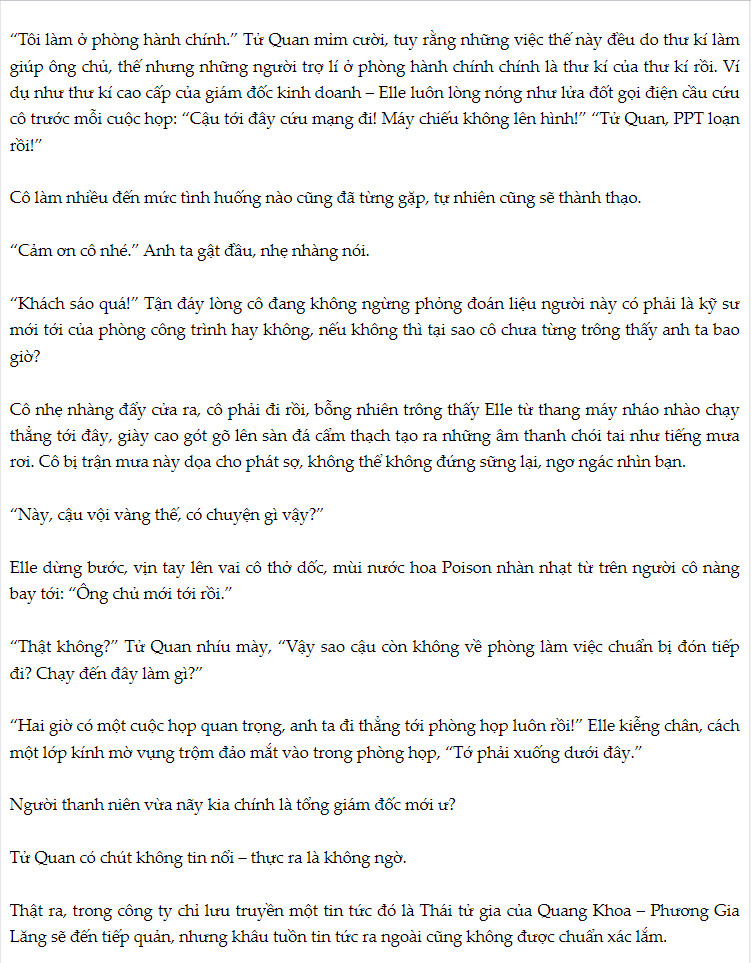 “Tôi làm ở phòng hành chính.” Tử Quan mỉm cười, tuy rằng những việc thế này đều do thư kí làm
giúp ông chủ, thế nhưng những người trợ lí ở phòng hành chính chính là thư kí của thư kí rồi. Ví
dụ như thư kí cao cấp của giám đốc kinh doanh – Elle luôn lòng nóng như lửa đốt gọi điện cầu cứu
cô trước mỗi cuộc họp: “Cậu tới đây cứu mạng đi! Máy chiếu không lên hình!” “Tử Quan, PPT loạn
rồi!”
Cô làm nhiều đến mức tình huống nào cũng đã từng gặp, tự nhiên cũng sẽ thành thạo.
“Cảm ơn cô nhé.” Anh ta gật đầu, nhẹ nhàng nói.
“Khách sáo quá!” Tận đáy lòng cô đang không ngừng phỏng đoán liệu người này có phải là kỹ sư
mới tới của phòng công trình hay không, nếu không thì tại sao cô chưa từng trông thấy anh ta bao
giờ?
Cô nhẹ nhàng đẩy cửa ra, cô phải đi rồi, bỗng nhiên trông thấy Elle từ thang máy nháo nhào chạy
thẳng tới đây, giày cao gót gõ lên sàn đá cẩm thạch tạo ra những âm thanh chói tai như tiếng mưa
rơi. Cô bị trận mưa này dọa cho phát sợ, không thể không đứng sững lại, ngơ ngác nhìn bạn.
“Này, cậu vội vàng thế, có chuyện gì vậy?”
Elle dừng bước, vịn tay lên vai cô thở dốc, mùi nước hoa Poison nhàn nhạt từ trên người cô nàng
bay tới: “Ông chủ mới tới rồi.”
“Thật không?” Tử Quan nhíu mày, “Vậy sao cậu còn không về phòng làm việc chuẩn bị đón tiếp
đi? Chạy đến đây làm gì?”
“Hai giờ có một cuộc họp quan trọng, anh ta đi thẳng tới phòng họp luôn rồi!” Elle kiễng chân, cách
một lớp kính mờ vụng trộm đảo mắt vào trong phòng họp, “Tớ phải xuống dưới đây.”
Người thanh niên vừa nãy kia chính là tổng giám đốc mới ư?
Tử Quan có chút không tin nổi – thực ra là không ngờ.
Thật ra, trong công ty chỉ lưu truyền một tin tức đó là Thái tử gia của Quang Khoa – Phương Gia
Lăng sẽ đến tiếp quản, nhưng khâu tuồn tin tức ra ngoài cũng không được chuẩn xác lắm.